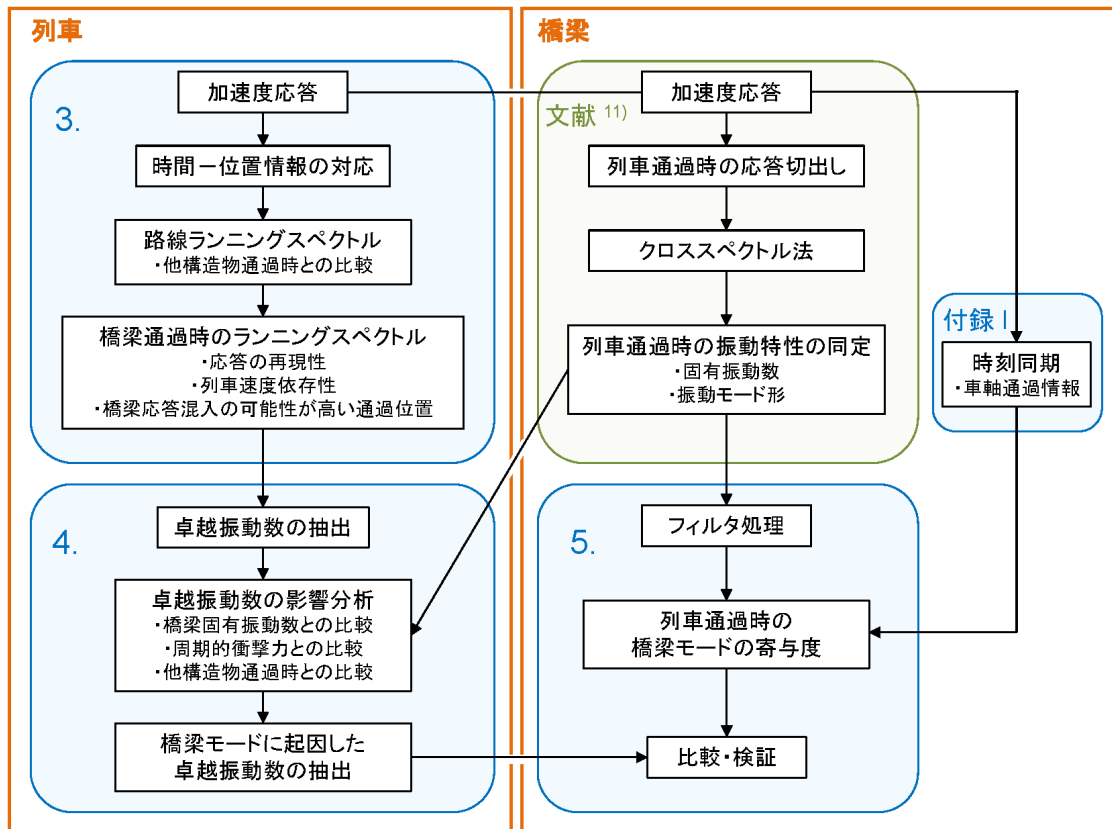 列車
3.
加速度応答
時間－位置情報の対応
路線ランニングスペクトル
・他構造物通過時との比較
橋梁通過時のランニングスペクトル
・応答の再現性
・列車速度依存性
・橋梁応答混入の可能性が高い通過位置
4.
卓越振動数の抽出
卓越振動数の影響分析
・橋梁固有振動数との比較
・周期的衝撃力との比較
・他構造物通過時との比較
橋梁モードに起因した
卓越振動数の抽出
橋梁
加速度応答
文献 11)
列車通過時の応答切出し
クロススペクトル法
列車通過時の振動特性の同定
・固有振動数
・振動モード形
付録 I
時刻同期
・車軸通過情報
5.
フィルタ処理
列車通過時の
橋梁モードの寄与度
比較・検証